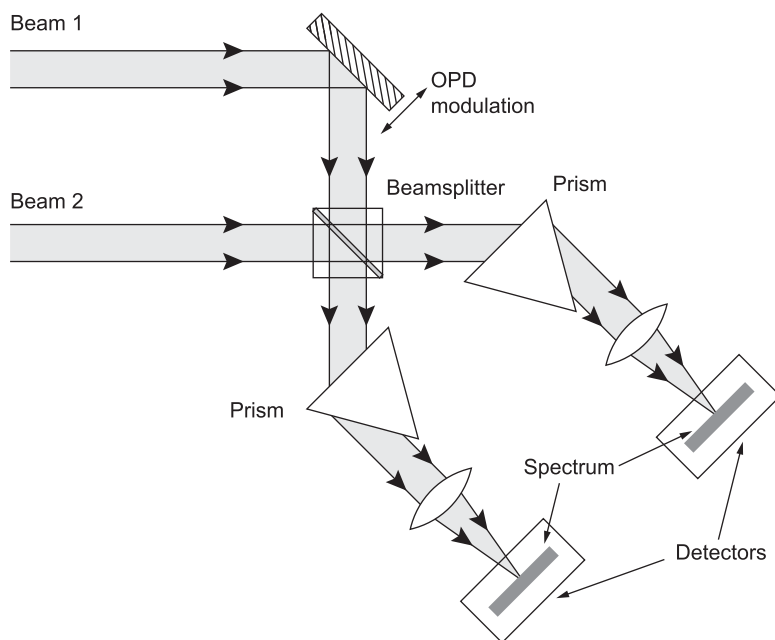 Beam 1
OPD
modulation
Beamsplitter
Prism
Beam 2
Prism
Spectrum
Detectors